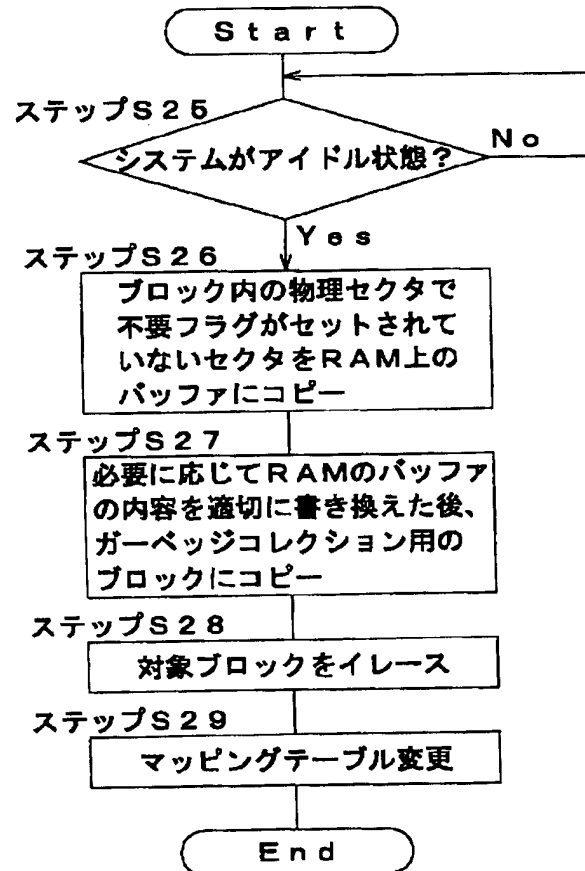 Start
ステップS25
システムがアイドル状態?
No
Yes
ステップS26
ブロック内の物理セクタで
不要フラグがセットされて
いないセクタをRAM上の
バッファにコピー
ステップS27
必要に応じてRAMのバッファ
の内容を適切に書き換えた後、
ガーベッジコレクション用の
ブロックにコピー
ステップS28
対象ブロックをイレース
ステップS29
マッピングテーブル変更
End